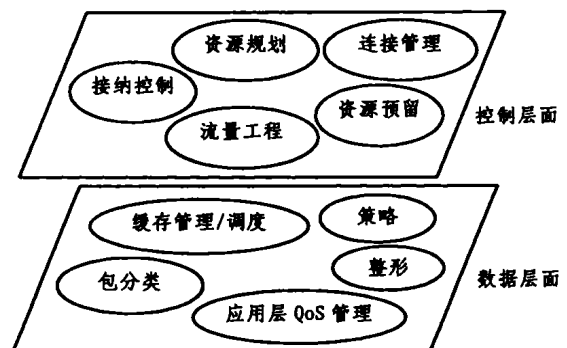 资源规划
连接管理
接纳控制
资源预留
流量工程
控制层面
缓存管理/调度
策略
整形
包分类
数据层面
应用层 QoS 管理